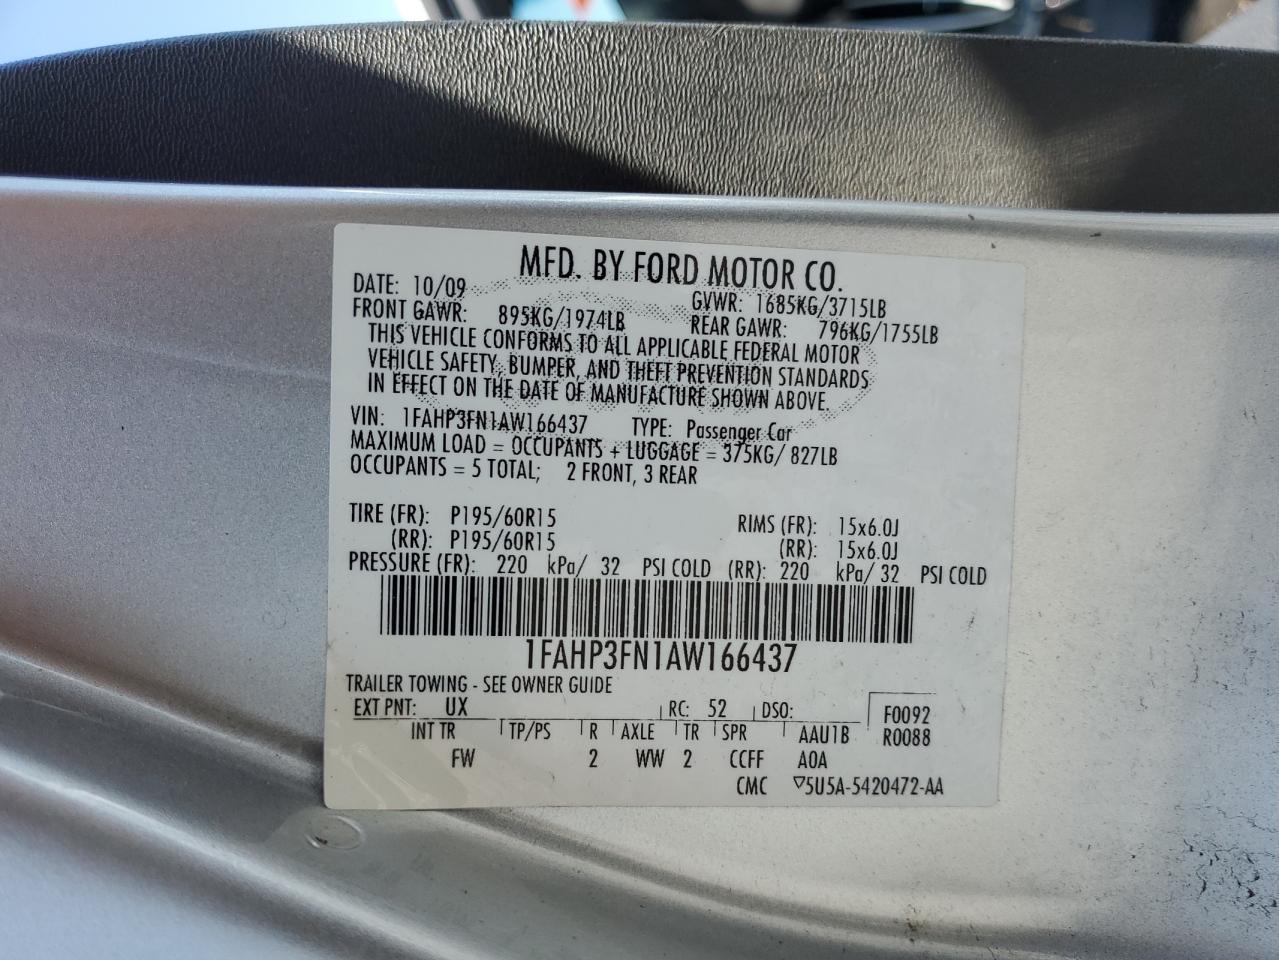 MFD. BY FORD MOTOR CO.
DATE: 10/09 GVWR: 1685KG/3715LB
FRONT GAWR: 895KG/1974LB REAR GAWR: 796KG/1755LB
THIS VEHICLE CONFORMS TO ALL APPLICABLE FEDERAL MOTOR
VEHICLE SAFETY, BUMPER, AND THEFT PREVENTION STANDARDS
IN EFFECT ON THE DATE OF MANUFACTURE SHOWN ABOVE.
VIN: 1FAHP3FN1AW166437 TYPE: Passenger Car
MAXIMUM LOAD = OCCUPANTS + LUGGAGE = 375KG/ 827LB
OCCUPANTS = 5 TOTAL; 2 FRONT, 3 REAR
TIRE (FR): P195/60R15 RIMS (FR): 15x6.0J
(RR): P195/60R15 (RR): 15x6.0J
PRESSURE (FR): 220 kPa/ 32 PSI COLD (RR): 220 kPa/ 32 PSI COLD
1FAHP3FN1AW166437
TRAILER TOWING - SEE OWNER GUIDE
EXT PNT: UX RC: 52 DSO: F0092
INT TR TP/PS R AXLE TR SPR AAU1B R0088
FW 2 WW 2 CCFF AOA
CMC ▽5U5A-5420472-AA